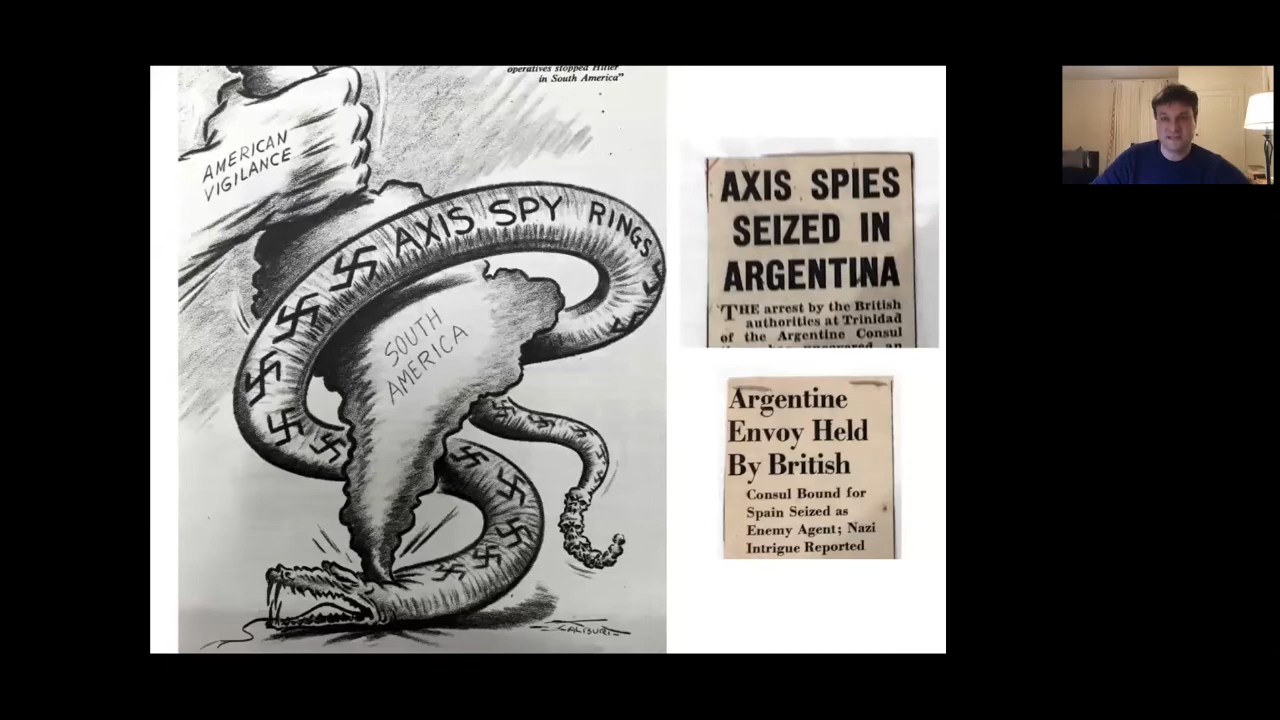 operatives stopped Hitler
in South America"
AMERICAN
VIGILANCE
AXIS SPY RINGS
SOUTH
AMERICA
AXIS SPIES
SEIZED IN
ARGENTINA
THE arrest by the British
authorities at Trinidad
of the Argentine Consul
Argentine
Envoy Held
By British
Consul Bound for
Spain Seized as
Enemy Agent; Nazi
Intrigue Reported